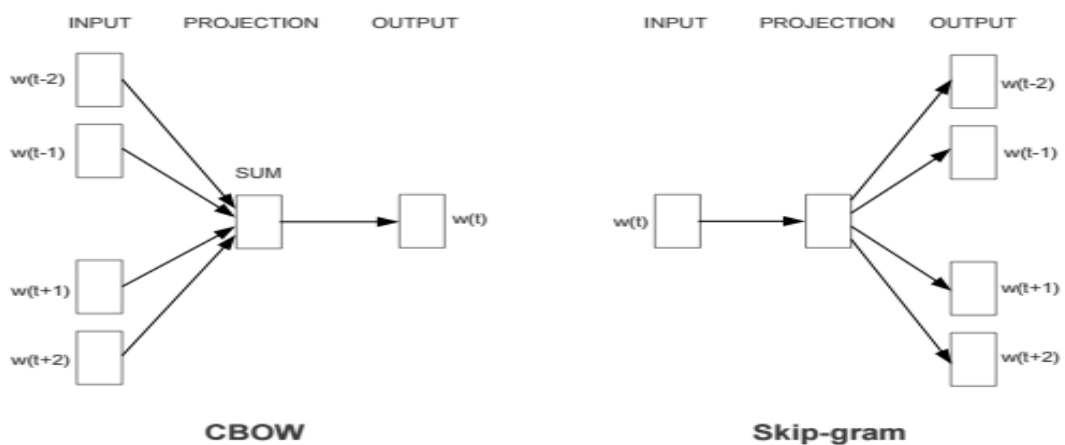 INPUT PROJECTION OUTPUT
w(t-2)
w(t-1)
SUM
w(t)
w(t+1)
w(t+2)
CBOW
INPUT PROJECTION OUTPUT
w(t-2)
w(t-1)
w(t)
w(t+1)
w(t+2)
Skip-gram